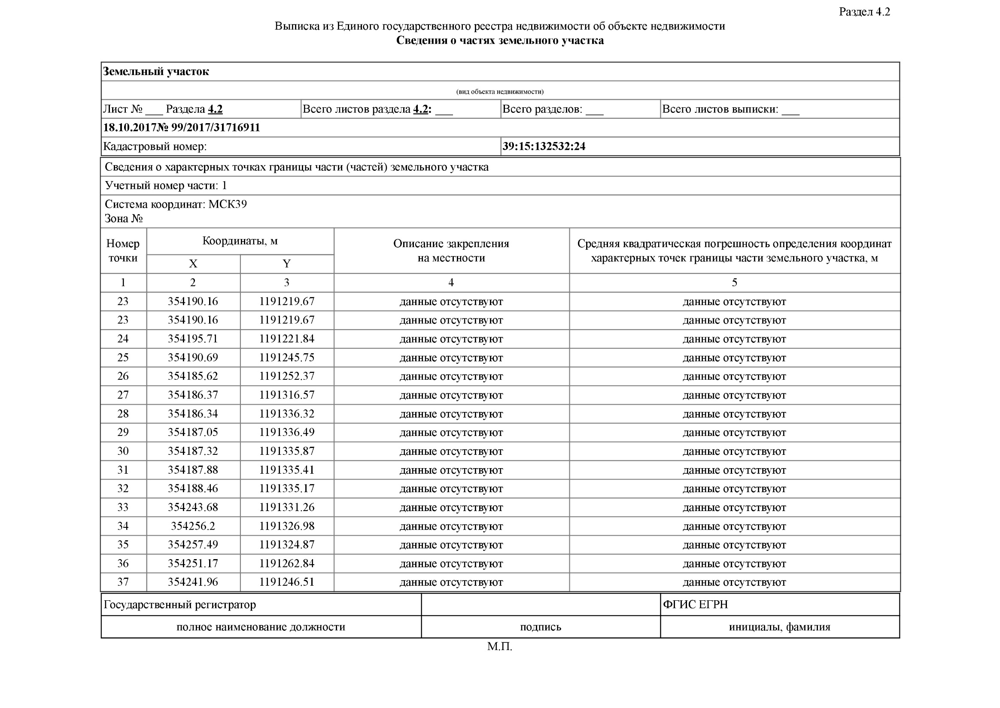 Раздел 4.2
Выписка из Единого государственного реестра недвижимости об объекте недвижимости
Сведения о частях земельного участка
Земельный участок
(вид объекта недвижимости)
Лист № ___ Раздела 4.2 Всего листов раздела 4.2: ___ Всего разделов: ___ Всего листов выписки: ___
18.10.2017№ 99/2017/31716911
Кадастровый номер: 39:15:132532:24
Сведения о характерных точках границы части (частей) земельного участка
Учетный номер части: 1
Система координат: МСК39
Зона №
Номер точки Координаты, м Описание закрепления на местности Средняя квадратическая погрешность определения координат характерных точек границы части земельного участка, м
X Y
1 2 3 4 5
23 354190.16 1191219.67 данные отсутствуют данные отсутствуют
23 354190.16 1191219.67 данные отсутствуют данные отсутствуют
24 354195.71 1191221.84 данные отсутствуют данные отсутствуют
25 354190.69 1191245.75 данные отсутствуют данные отсутствуют
26 354185.62 1191252.37 данные отсутствуют данные отсутствуют
27 354186.37 1191316.57 данные отсутствуют данные отсутствуют
28 354186.34 1191336.32 данные отсутствуют данные отсутствуют
29 354187.05 1191336.49 данные отсутствуют данные отсутствуют
30 354187.32 1191335.87 данные отсутствуют данные отсутствуют
31 354187.88 1191335.41 данные отсутствуют данные отсутствуют
32 354188.46 1191335.17 данные отсутствуют данные отсутствуют
33 354243.68 1191331.26 данные отсутствуют данные отсутствуют
34 354256.2 1191326.98 данные отсутствуют данные отсутствуют
35 354257.49 1191324.87 данные отсутствуют данные отсутствуют
36 354251.17 1191262.84 данные отсутствуют данные отсутствуют
37 354241.96 1191246.51 данные отсутствуют данные отсутствуют
Государственный регистратор ФГИС ЕГРН
полное наименование должности подпись инициалы, фамилия
М.П.